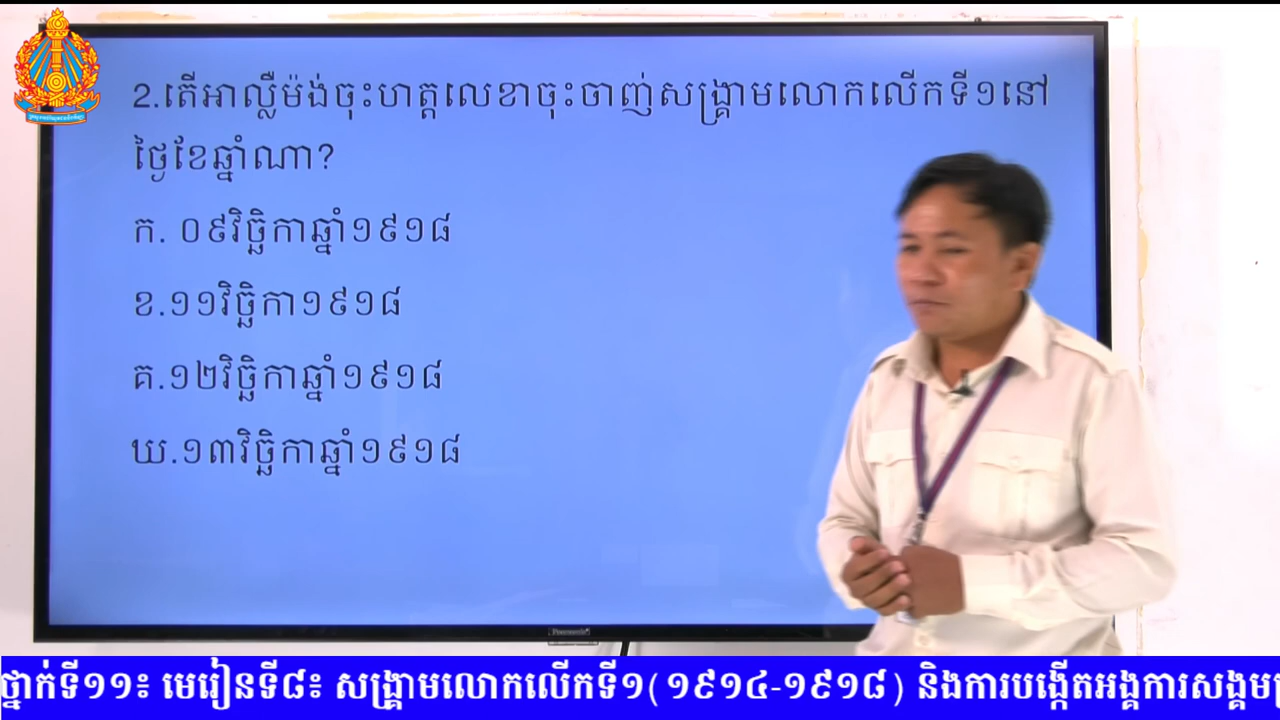 2.តើអាល្លឺម៉ង់ចុះហត្តលេខាចុះចាញ់សង្គ្រាមលោកលើកទី១នៅ
ថ្ងៃខែឆ្នាំណា?
ក. ០៩វិច្ឆិកាឆ្នាំ១៩១៨
ខ.១១វិច្ឆិកា១៩១៨
គ.១២វិច្ឆិកាឆ្នាំ១៩១៨
ឃ.១៣វិច្ឆិកាឆ្នាំ១៩១៨
ថ្នាក់ទី១១៖ មេរៀនទី៨៖ សង្គ្រាមលោកលើកទី១(១៩១៤-១៩១៨) និងការបង្កើតអង្គការសង្គម